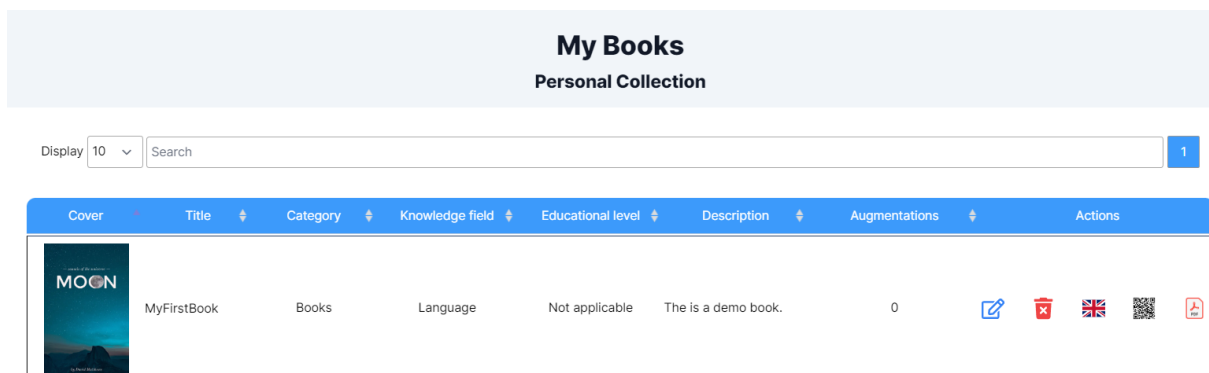 My Books
Personal Collection
Display 10 Search 1
Cover Title Category Knowledge field Educational level Description Augmentations Actions
MOON
MyFirstBook Books Language Not applicable The is a demo book. 0
PDF